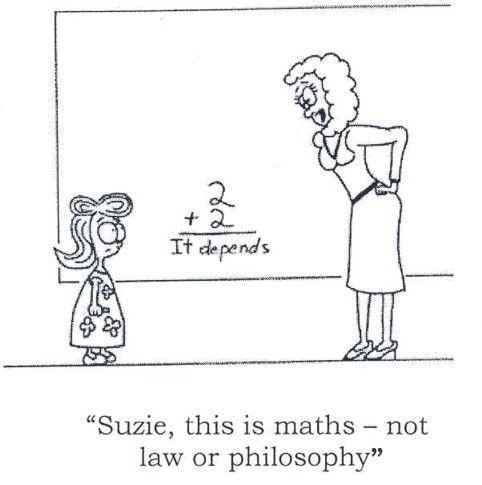 2
+ 2
It depends
“Suzie, this is maths – not
law or philosophy”